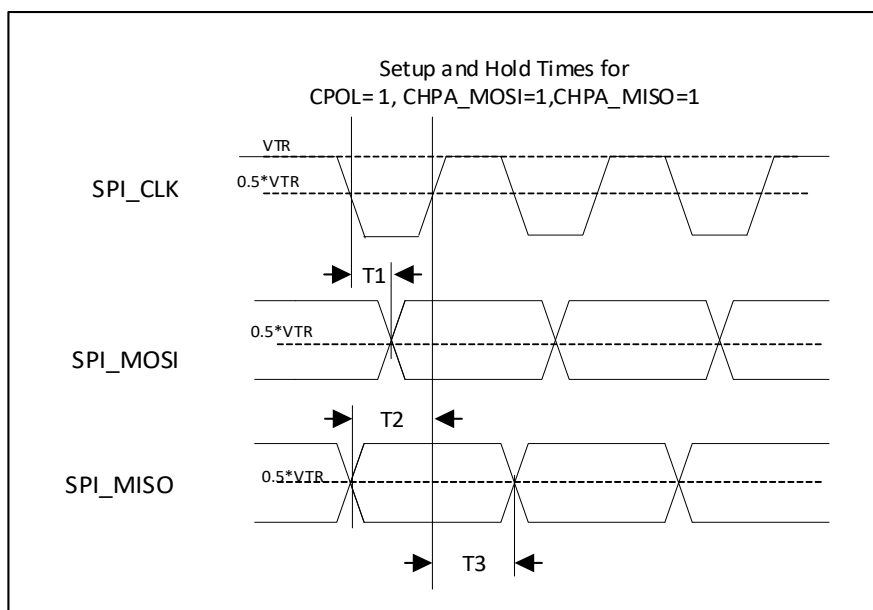 Setup and Hold Times for
CPOL= 1, CHPA_MOSI=1,CHPA_MISO=1
VTR
SPI_CLK
0.5*VTR
T1
0.5*VTR
SPI_MOSI
T2
SPI_MISO
0.5*VTR
T3